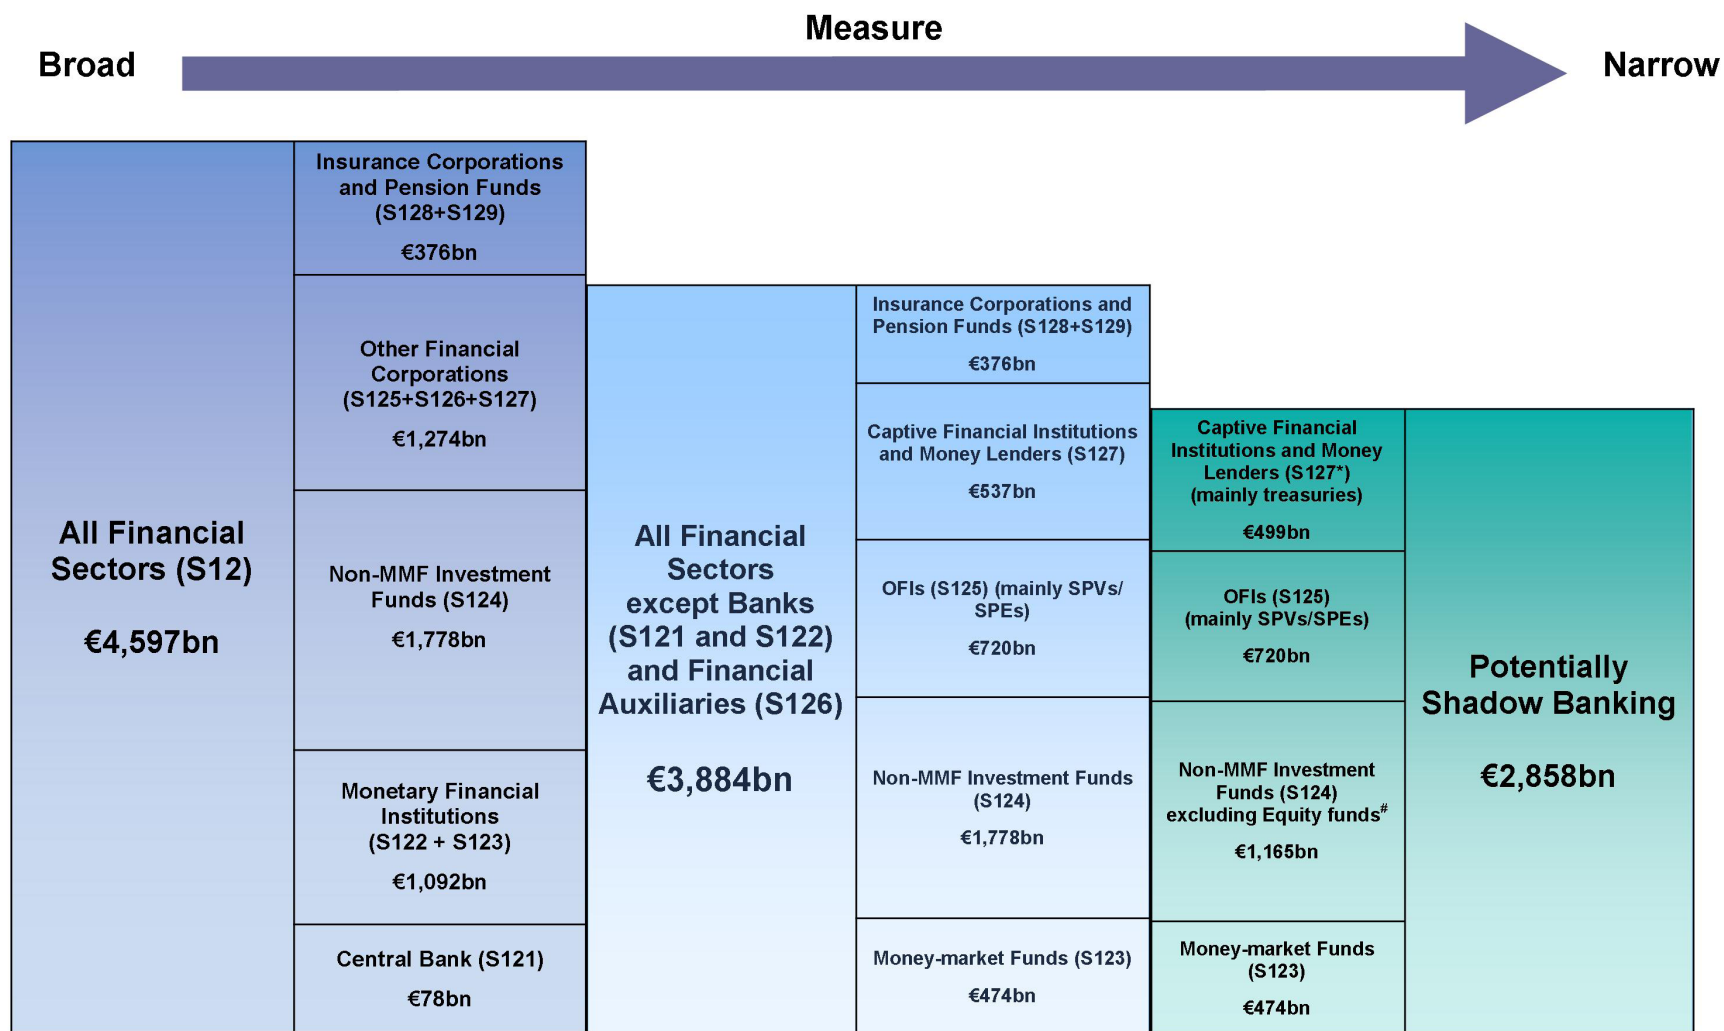 Measure
Broad
Narrow
All Financial
Sectors (S12)
€4,597bn
Insurance Corporations
and Pension Funds
(S128+S129)
€376bn
Other Financial
Corporations
(S125+S126+S127)
€1,274bn
Non-MMF Investment
Funds (S124)
€1,778bn
Monetary Financial
Institutions
(S122 + S123)
€1,092bn
Central Bank (S121)
€78bn
All Financial
Sectors
except Banks
(S121 and S122)
and Financial
Auxiliaries (S126)
€3,884bn
Insurance Corporations and
Pension Funds (S128+S129)
€376bn
Captive Financial Institutions
and Money Lenders (S127)
€537bn
OFIs (S125) (mainly SPVs/
SPEs)
€720bn
Non-MMF Investment Funds
(S124)
€1,778bn
Money-market Funds (S123)
€474bn
Captive Financial
Institutions and Money
Lenders (S127*)
(mainly treasuries)
€499bn
OFIs (S125)
(mainly SPVs/SPEs)
€720bn
Non-MMF Investment
Funds (S124)
excluding Equity funds#
€1,165bn
Money-market Funds
(S123)
€474bn
Potentially
Shadow Banking
€2,858bn